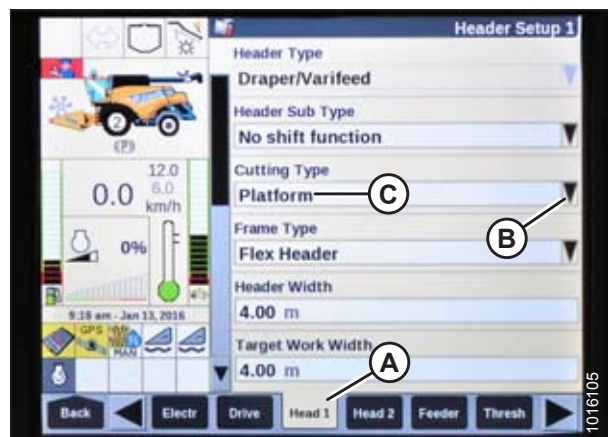 Header Setup 1
Header Type
Draper/Varifeed
Header Sub Type
No shift function
Cutting Type
Platform
C
B
Frame Type
Flex Header
Header Width
4.00 m
Target Work Width
4.00 m
A
2
(P)
0.0
12.0
6.0
km/h
0%
9:18 am - Jan 13, 2016
GPS
MAN
Back
Electr
Drive
Head 1
Head 2
Feeder
Thresh
1016105